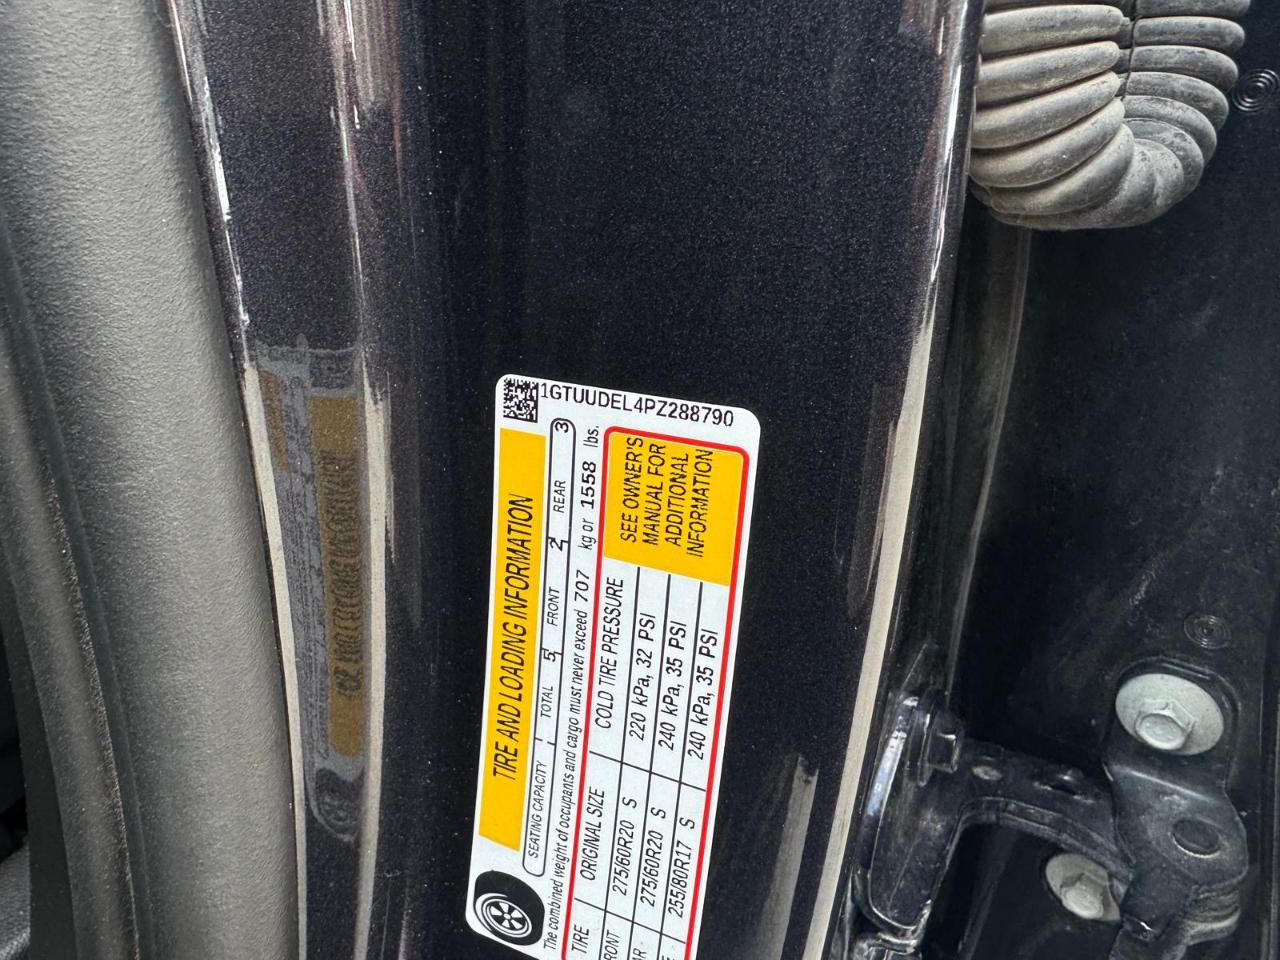 1GTUUDEL4PZ288790
TIRE AND LOADING INFORMATION
SEATING CAPACITY TOTAL 5 FRONT 2 REAR 3
The combined weight of occupants and cargo must never exceed 707 kg or 1558 lbs.
TIRE ORIGINAL SIZE COLD TIRE PRESSURE
RONT 275/60R20 S 220 kPa, 32 PSI
AR 275/60R20 S 240 kPa, 35 PSI
E 255/80R17 S 240 kPa, 35 PSI
SEE OWNER'S
MANUAL FOR
ADDITIONAL
INFORMATION